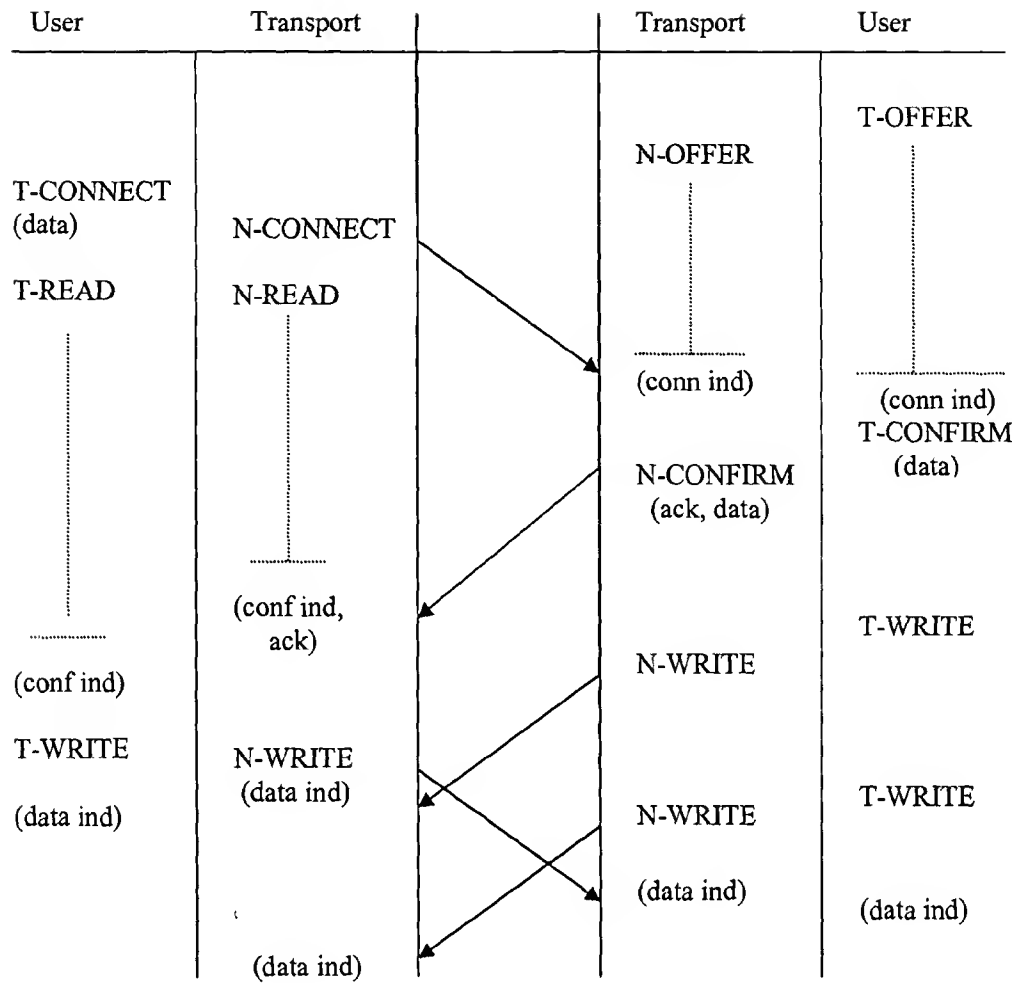 User Transport Transport User
T-OFFER
N-OFFER
T-CONNECT
(data)
N-CONNECT
T-READ
N-READ
(conn ind)
(conn ind)
T-CONFIRM
(data)
N-CONFIRM
(ack, data)
(conf ind,
ack)
T-WRITE
N-WRITE
(conf ind)
T-WRITE
N-WRITE
(data ind)
T-WRITE
(data ind)
N-WRITE
(data ind)
(data ind)
(data ind)